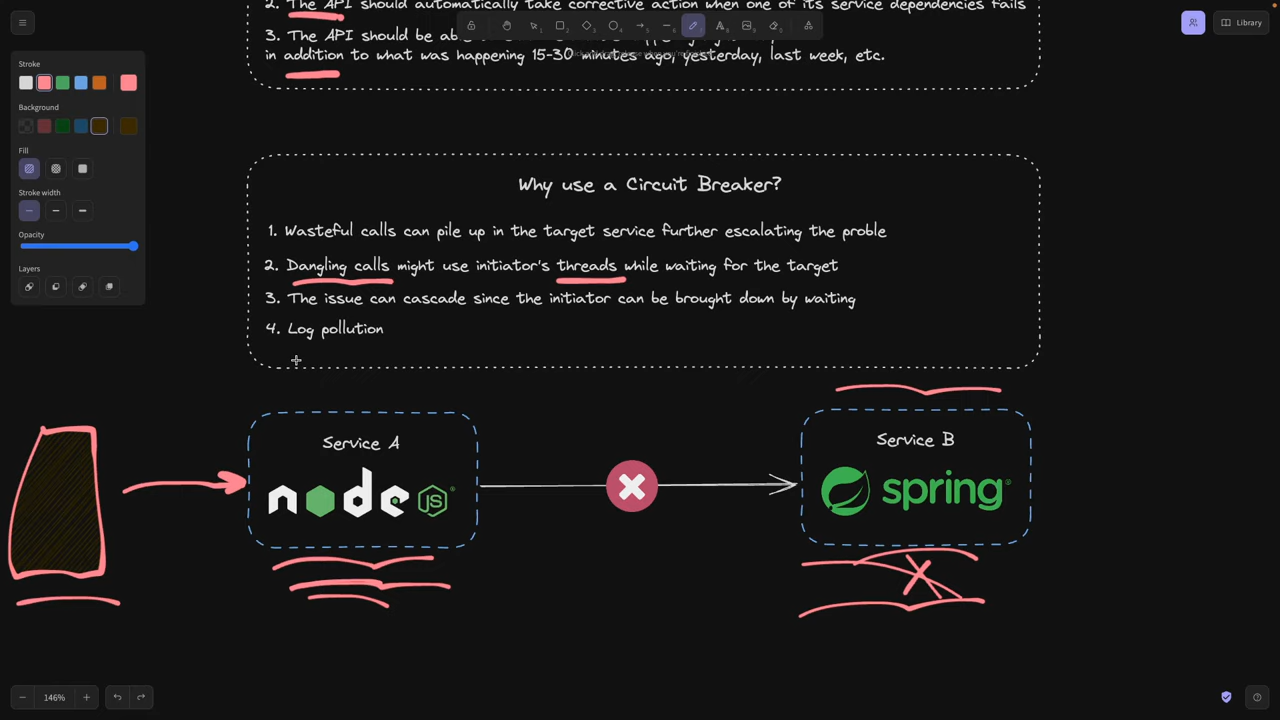 2. The API should automatically take corrective action when one of its service dependencies fails
Library
3. The API should be ab
in addition to what was happening 15-30 minutes ago, yesterday, last week, etc.
Stroke
Background
Fill
Stroke width
Opacity
Layers
Why use a Circuit Breaker?
1. Wasteful calls can pile up in the target service further escalating the proble
2. Dangling calls might use initiator's threads while waiting for the target
3. The issue can cascade since the initiator can be brought down by waiting
4. Log pollution
Service A
node JS
Service B
spring
146%